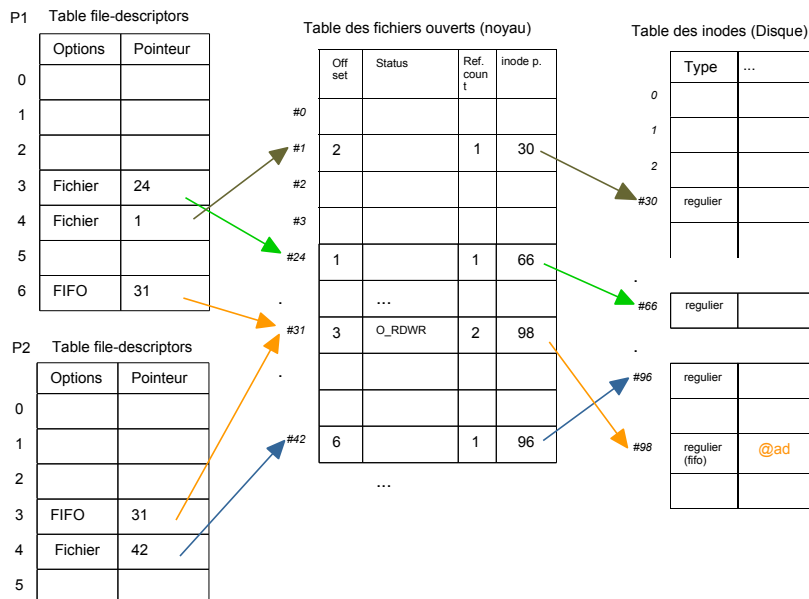 P1 Table file-descriptors
Options Pointeur
0
1
2
3 Fichier 24
4 Fichier 1
5
6 FIFO 31
P2 Table file-descriptors
Options Pointeur
0
1
2
3 FIFO 31
4 Fichier 42
5
Table des fichiers ouverts (noyau)
Off set Status Ref. coun t inode p.
#0
#1 2 1 30
#2
#3
#24 1 1 66
. ...
#31 3 O_RDWR 2 98
.
#42 6 1 96
...
Table des inodes (Disque)
Type ...
0
1
2
#30 regulier
.
#66 regulier
.
#96 regulier
#98 regulier (fifo) @ad